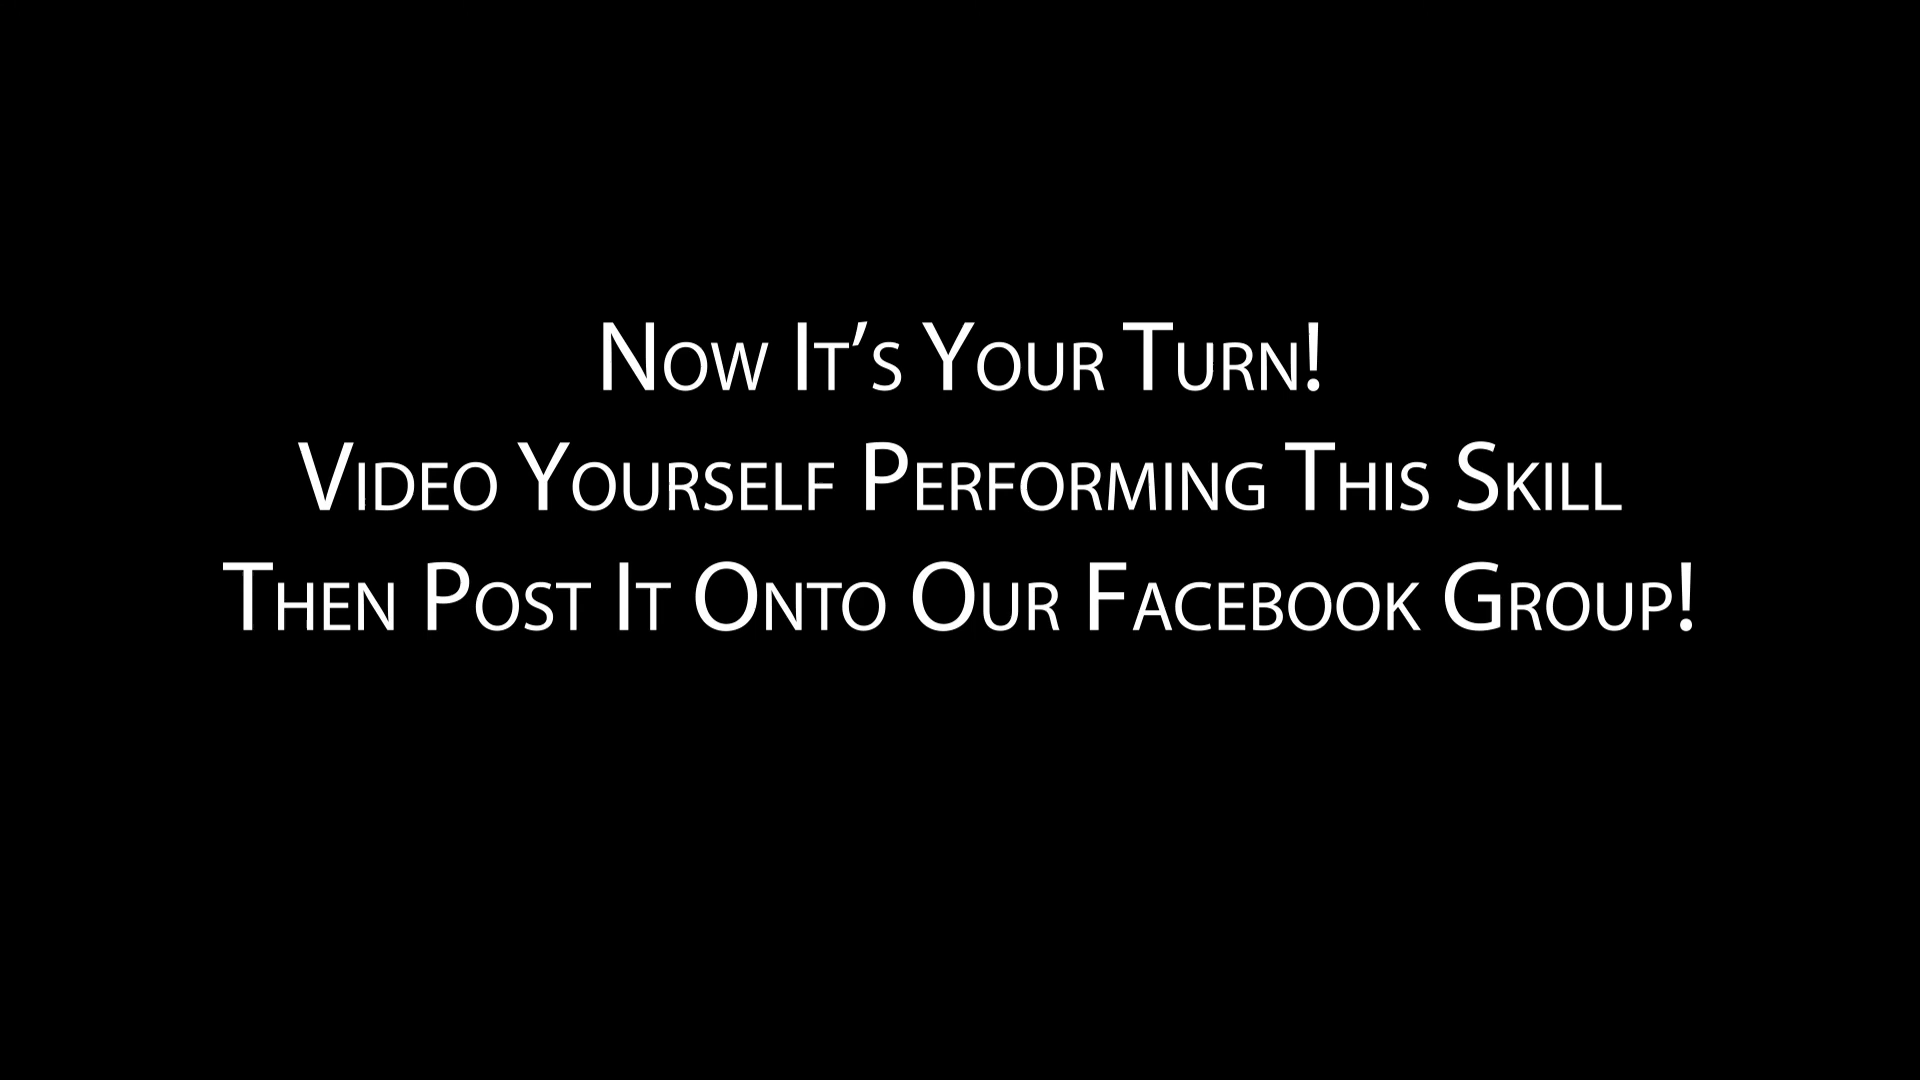 Now It’s Your Turn!
Video Yourself Performing This Skill
Then Post It Onto Our Facebook Group!